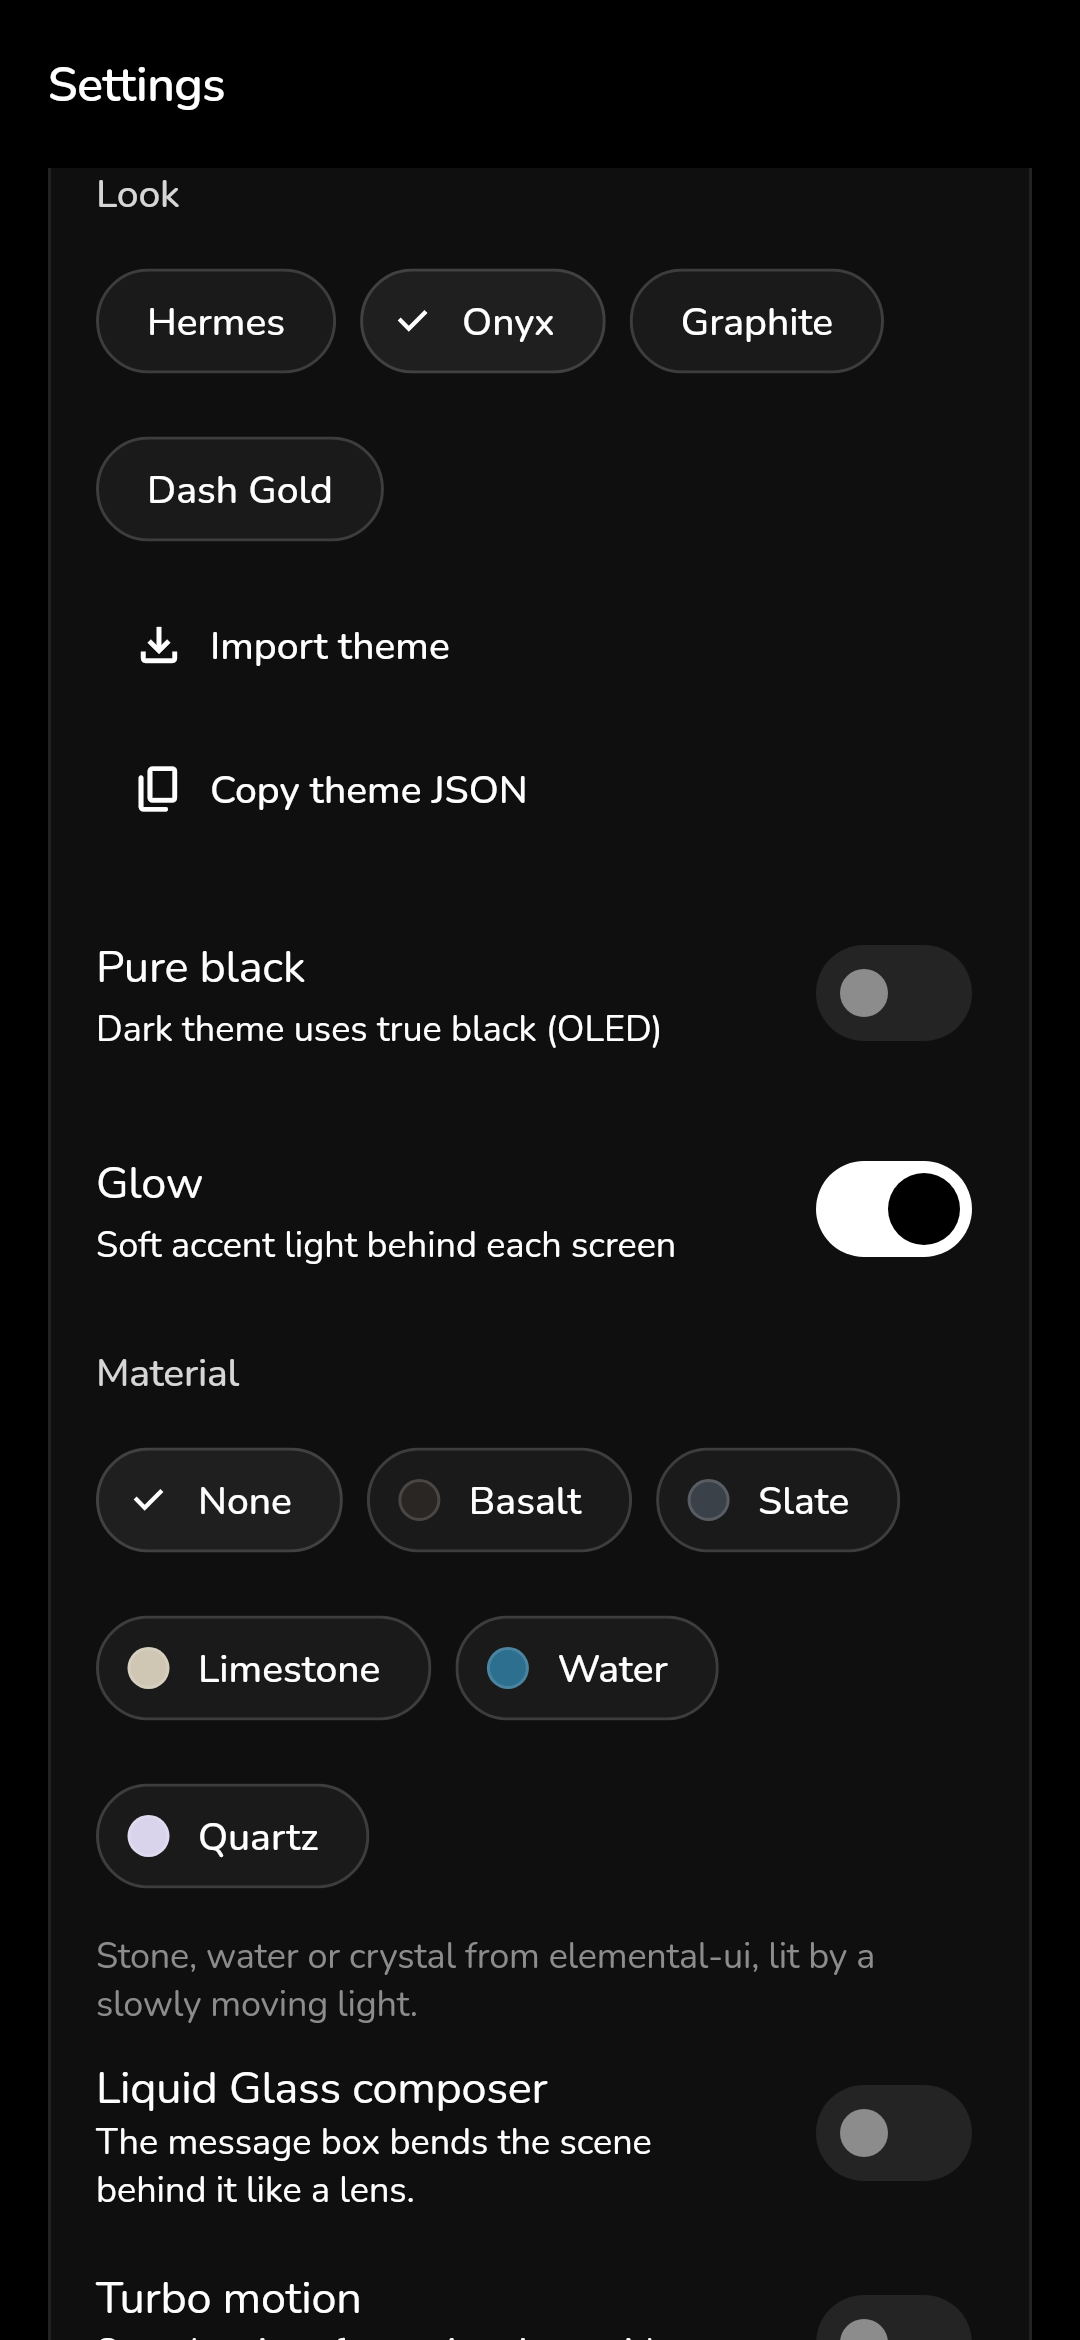 Settings
Look
Hermes
Onyx
Graphite
Dash Gold
Import theme
Copy theme JSON
Pure black
Dark theme uses true black (OLED)
Glow
Soft accent light behind each screen
Material
None
Basalt
Slate
Limestone
Water
Quartz
Stone, water or crystal from elemental-ui, lit by a
slowly moving light.
Liquid Glass composer
The message box bends the scene
behind it like a lens.
Turbo motion